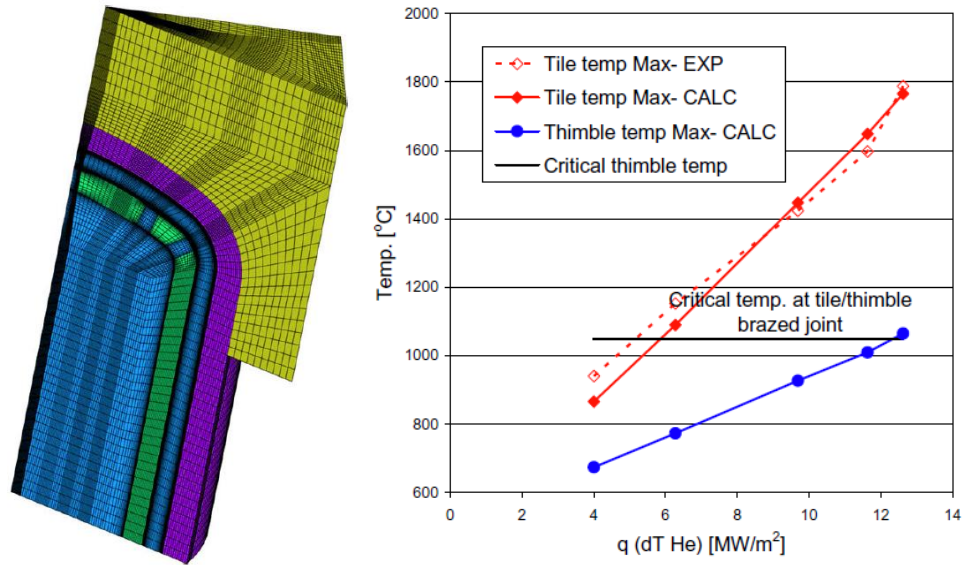 2000
1800
1600
1400
1200
1000
800
600
Temp. [°C]
Tile temp Max- EXP
Tile temp Max- CALC
Thimble temp Max- CALC
Critical thimble temp
Critical temp. at tile/thimble
brazed joint
0 2 4 6 8 10 12 14
q (dT He) [MW/m²]